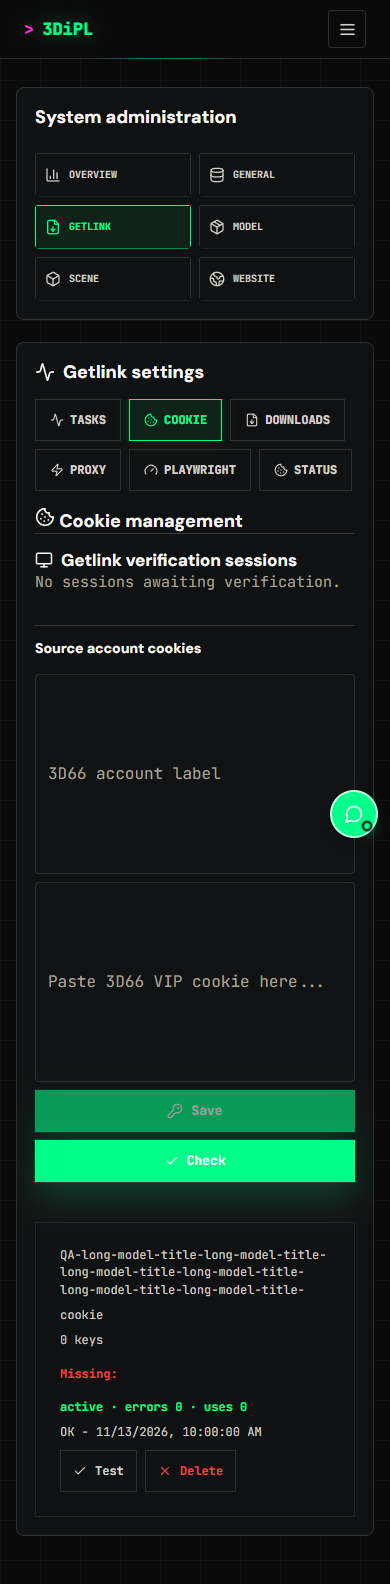 > 3DiPL
System administration
OVERVIEW
GENERAL
GETLINK
MODEL
SCENE
WEBSITE
Getlink settings
TASKS
COOKIE
DOWNLOADS
PROXY
PLAYWRIGHT
STATUS
Cookie management
Getlink verification sessions
No sessions awaiting verification.
Source account cookies
3D66 account label
Paste 3D66 VIP cookie here...
Save
Check
QA-long-model-title-long-model-title-
long-model-title-long-model-title-
long-model-title-long-model-title-
cookie
0 keys
Missing:
active · errors 0 · uses 0
OK - 11/13/2026, 10:00:00 AM
Test
Delete